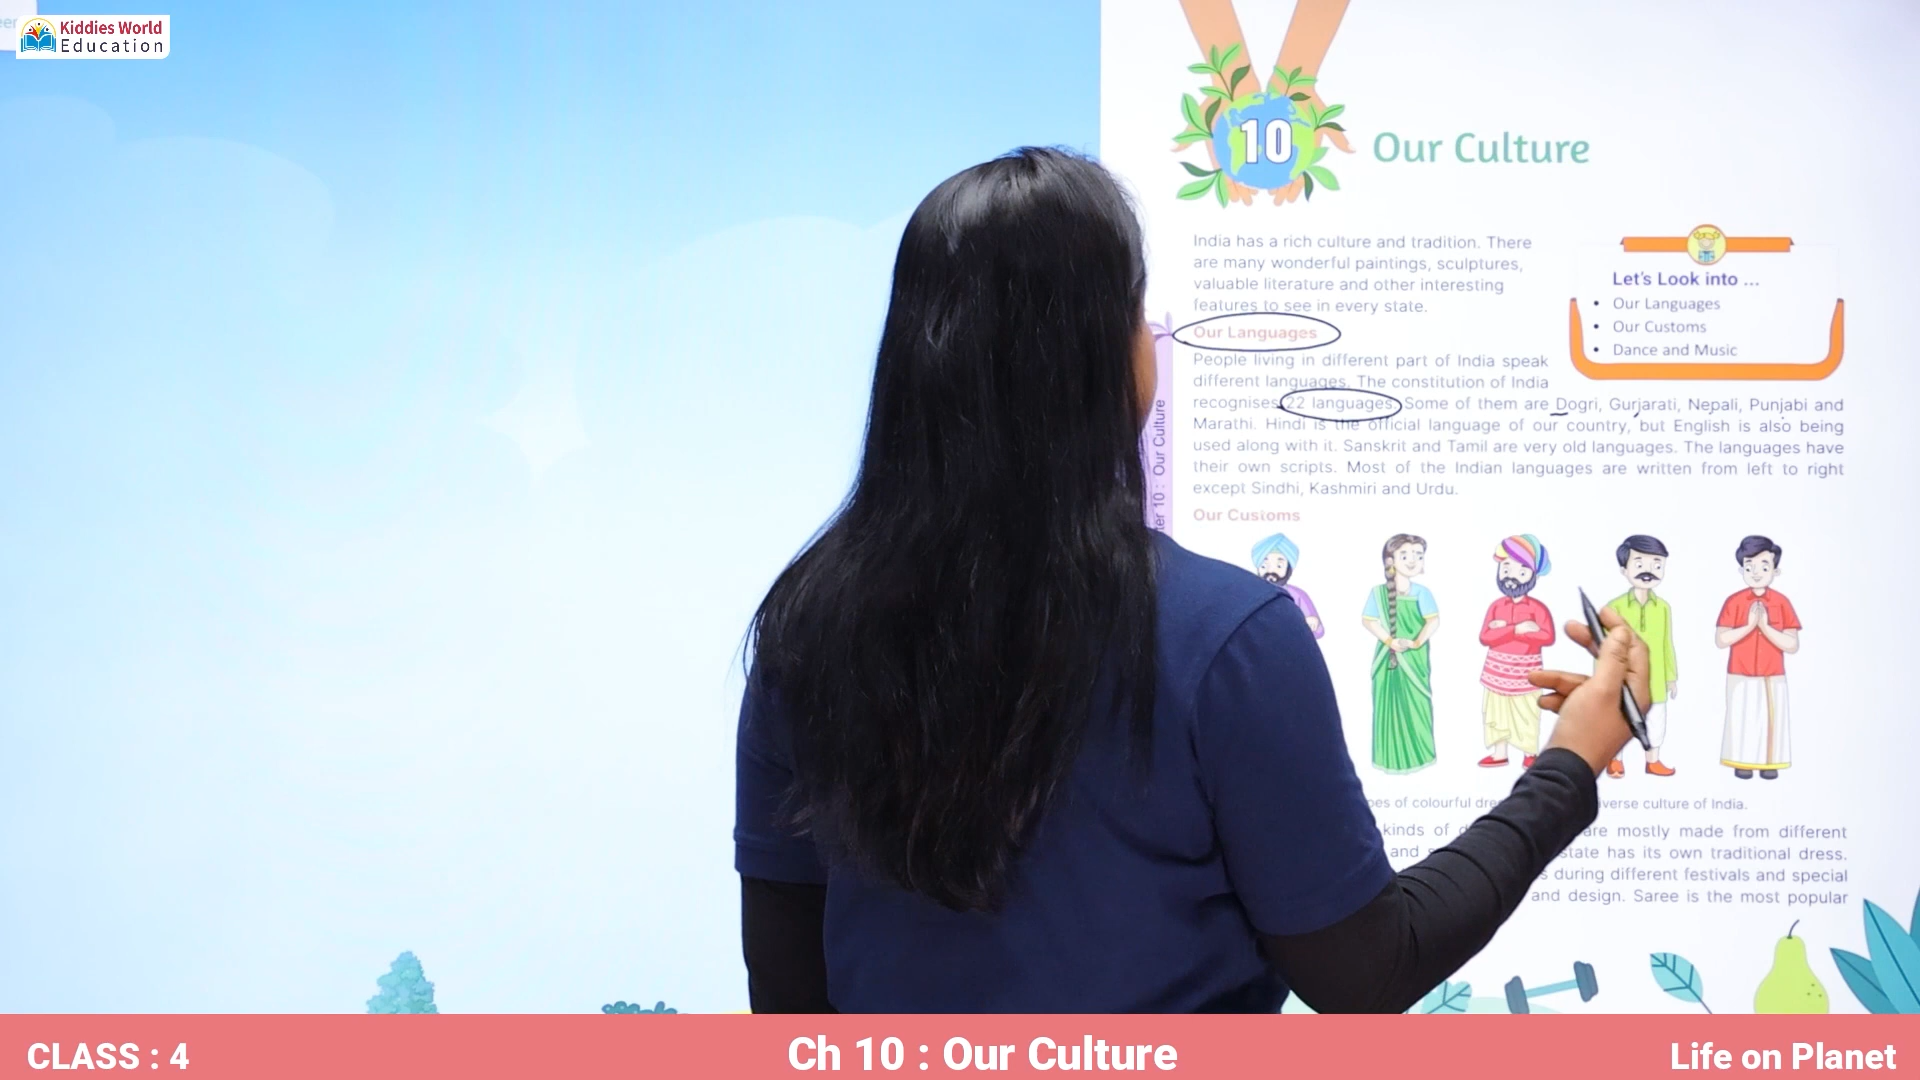 Kiddies World
Education
10
Our Culture
India has a rich culture and tradition. There
are many wonderful paintings, sculptures,
valuable literature and other interesting
features to see in every state.
Let's Look into ...
• Our Languages
• Our Customs
• Dance and Music
Our Languages
People living in different part of India speak
different languages. The constitution of India
recognises 22 languages. Some of them are Dogri, Gurjarati, Nepali, Punjabi and
Marathi. Hindi is the official language of our country, but English is also being
used along with it. Sanskrit and Tamil are very old languages. The languages have
their own scripts. Most of the Indian languages are written from left to right
except Sindhi, Kashmiri and Urdu.
10 : Our Culture
Our Customs
of colourful culture of India.
kinds of are mostly made from different
and state has its own traditional dress.
during different festivals and special
and design. Saree is the most popular
CLASS : 4
Ch 10 : Our Culture
Life on Planet